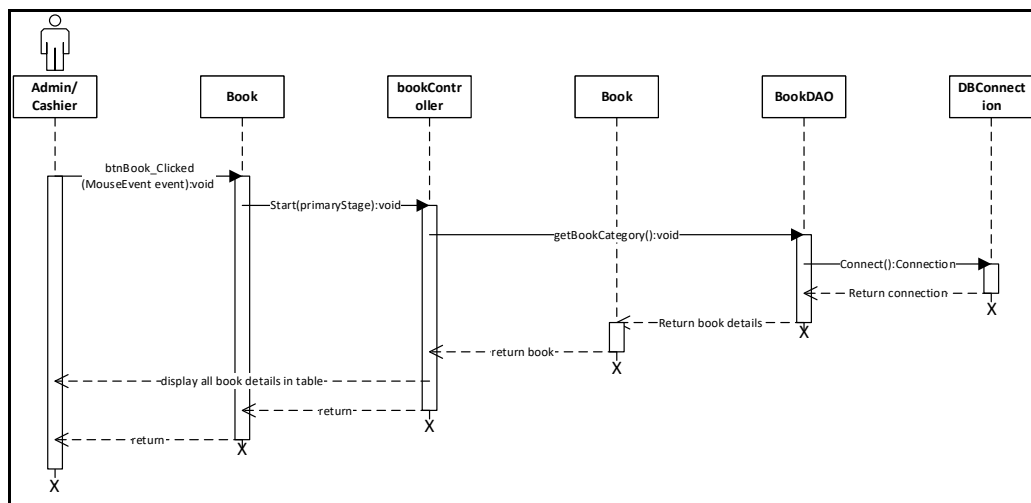 Admin/
Cashier
Book
bookContr
oller
Book
BookDAO
DBConnect
ion
btnBook_Clicked
(MouseEvent event):void
Start(primaryStage):void
getBookCategory():void
Connect():Connection
Return connection
Return book details
return book
display all book details in table
return
return
X
X
X
X
X
X